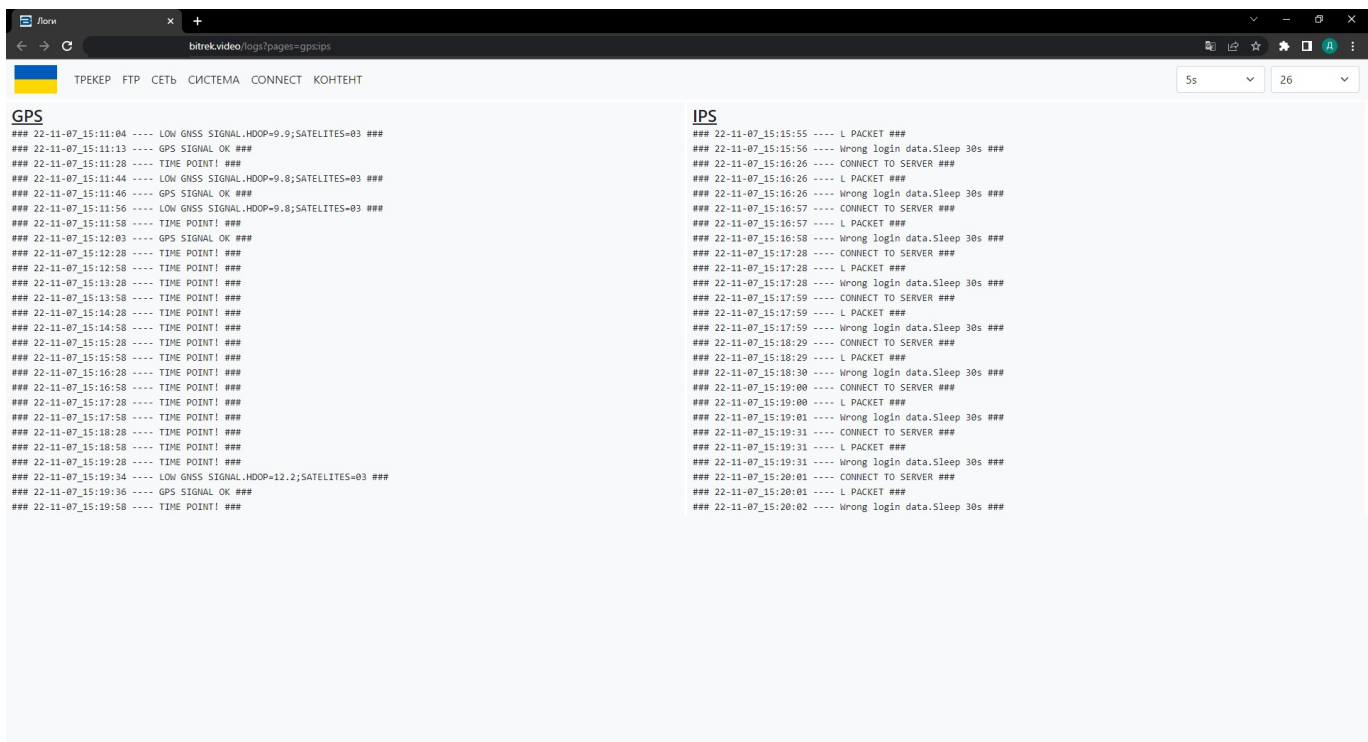 Логи
bitrek.video/logs?pages=gps:ips
Д
ТРЕКЕР FTP СЕТЬ СИСТЕМА CONNECT КОНТЕНТ
5s
26
GPS
### 22-11-07_15:11:04 ---- LOW GNSS SIGNAL.HDOP=9.9;SATELITES=03 ###
### 22-11-07_15:11:13 ---- GPS SIGNAL OK ###
### 22-11-07_15:11:28 ---- TIME POINT! ###
### 22-11-07_15:11:44 ---- LOW GNSS SIGNAL.HDOP=9.8;SATELITES=03 ###
### 22-11-07_15:11:46 ---- GPS SIGNAL OK ###
### 22-11-07_15:11:56 ---- LOW GNSS SIGNAL.HDOP=9.8;SATELITES=03 ###
### 22-11-07_15:11:58 ---- TIME POINT! ###
### 22-11-07_15:12:03 ---- GPS SIGNAL OK ###
### 22-11-07_15:12:28 ---- TIME POINT! ###
### 22-11-07_15:12:58 ---- TIME POINT! ###
### 22-11-07_15:13:28 ---- TIME POINT! ###
### 22-11-07_15:13:58 ---- TIME POINT! ###
### 22-11-07_15:14:28 ---- TIME POINT! ###
### 22-11-07_15:14:58 ---- TIME POINT! ###
### 22-11-07_15:15:28 ---- TIME POINT! ###
### 22-11-07_15:15:58 ---- TIME POINT! ###
### 22-11-07_15:16:28 ---- TIME POINT! ###
### 22-11-07_15:16:58 ---- TIME POINT! ###
### 22-11-07_15:17:28 ---- TIME POINT! ###
### 22-11-07_15:17:58 ---- TIME POINT! ###
### 22-11-07_15:18:28 ---- TIME POINT! ###
### 22-11-07_15:18:58 ---- TIME POINT! ###
### 22-11-07_15:19:28 ---- TIME POINT! ###
### 22-11-07_15:19:34 ---- LOW GNSS SIGNAL.HDOP=12.2;SATELITES=03 ###
### 22-11-07_15:19:36 ---- GPS SIGNAL OK ###
### 22-11-07_15:19:58 ---- TIME POINT! ###
IPS
### 22-11-07_15:15:55 ---- L PACKET ###
### 22-11-07_15:15:56 ---- Wrong login data.Sleep 30s ###
### 22-11-07_15:16:26 ---- CONNECT TO SERVER ###
### 22-11-07_15:16:26 ---- L PACKET ###
### 22-11-07_15:16:26 ---- Wrong login data.Sleep 30s ###
### 22-11-07_15:16:57 ---- CONNECT TO SERVER ###
### 22-11-07_15:16:57 ---- L PACKET ###
### 22-11-07_15:16:58 ---- Wrong login data.Sleep 30s ###
### 22-11-07_15:17:28 ---- CONNECT TO SERVER ###
### 22-11-07_15:17:28 ---- L PACKET ###
### 22-11-07_15:17:28 ---- Wrong login data.Sleep 30s ###
### 22-11-07_15:17:59 ---- CONNECT TO SERVER ###
### 22-11-07_15:17:59 ---- L PACKET ###
### 22-11-07_15:17:59 ---- Wrong login data.Sleep 30s ###
### 22-11-07_15:18:29 ---- CONNECT TO SERVER ###
### 22-11-07_15:18:29 ---- L PACKET ###
### 22-11-07_15:18:30 ---- Wrong login data.Sleep 30s ###
### 22-11-07_15:19:00 ---- CONNECT TO SERVER ###
### 22-11-07_15:19:00 ---- L PACKET ###
### 22-11-07_15:19:01 ---- Wrong login data.Sleep 30s ###
### 22-11-07_15:19:31 ---- CONNECT TO SERVER ###
### 22-11-07_15:19:31 ---- L PACKET ###
### 22-11-07_15:19:31 ---- Wrong login data.Sleep 30s ###
### 22-11-07_15:20:01 ---- CONNECT TO SERVER ###
### 22-11-07_15:20:01 ---- L PACKET ###
### 22-11-07_15:20:02 ---- Wrong login data.Sleep 30s ###